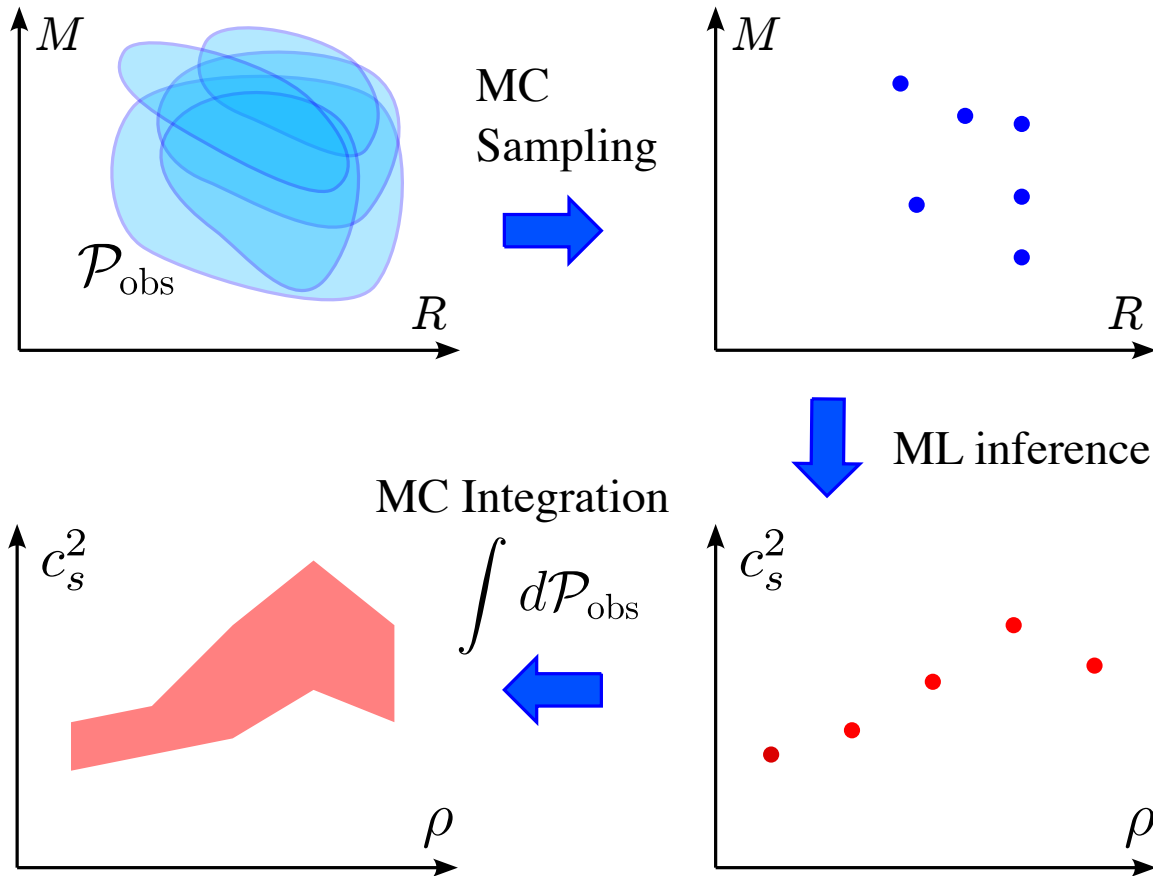 M
𝒫_obs
R
MC
Sampling
M
R
ML inference
MC Integration
∫ d𝒫_obs
c_s^2
ρ
c_s^2
ρ